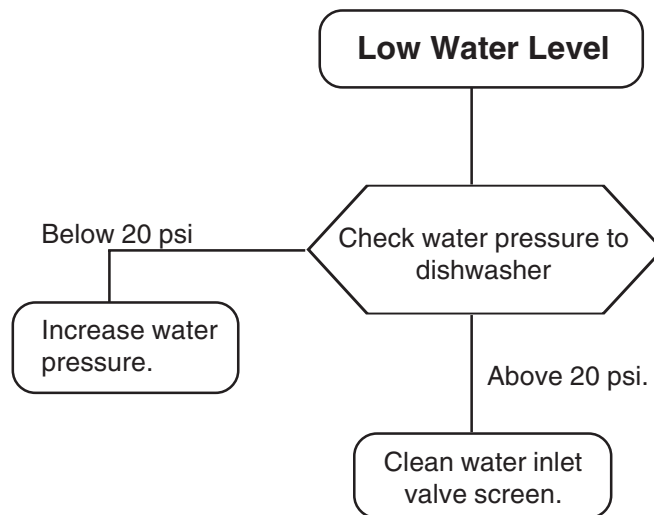 Low Water Level
Check water pressure to
dishwasher
Below 20 psi
Increase water
pressure.
Above 20 psi.
Clean water inlet
valve screen.